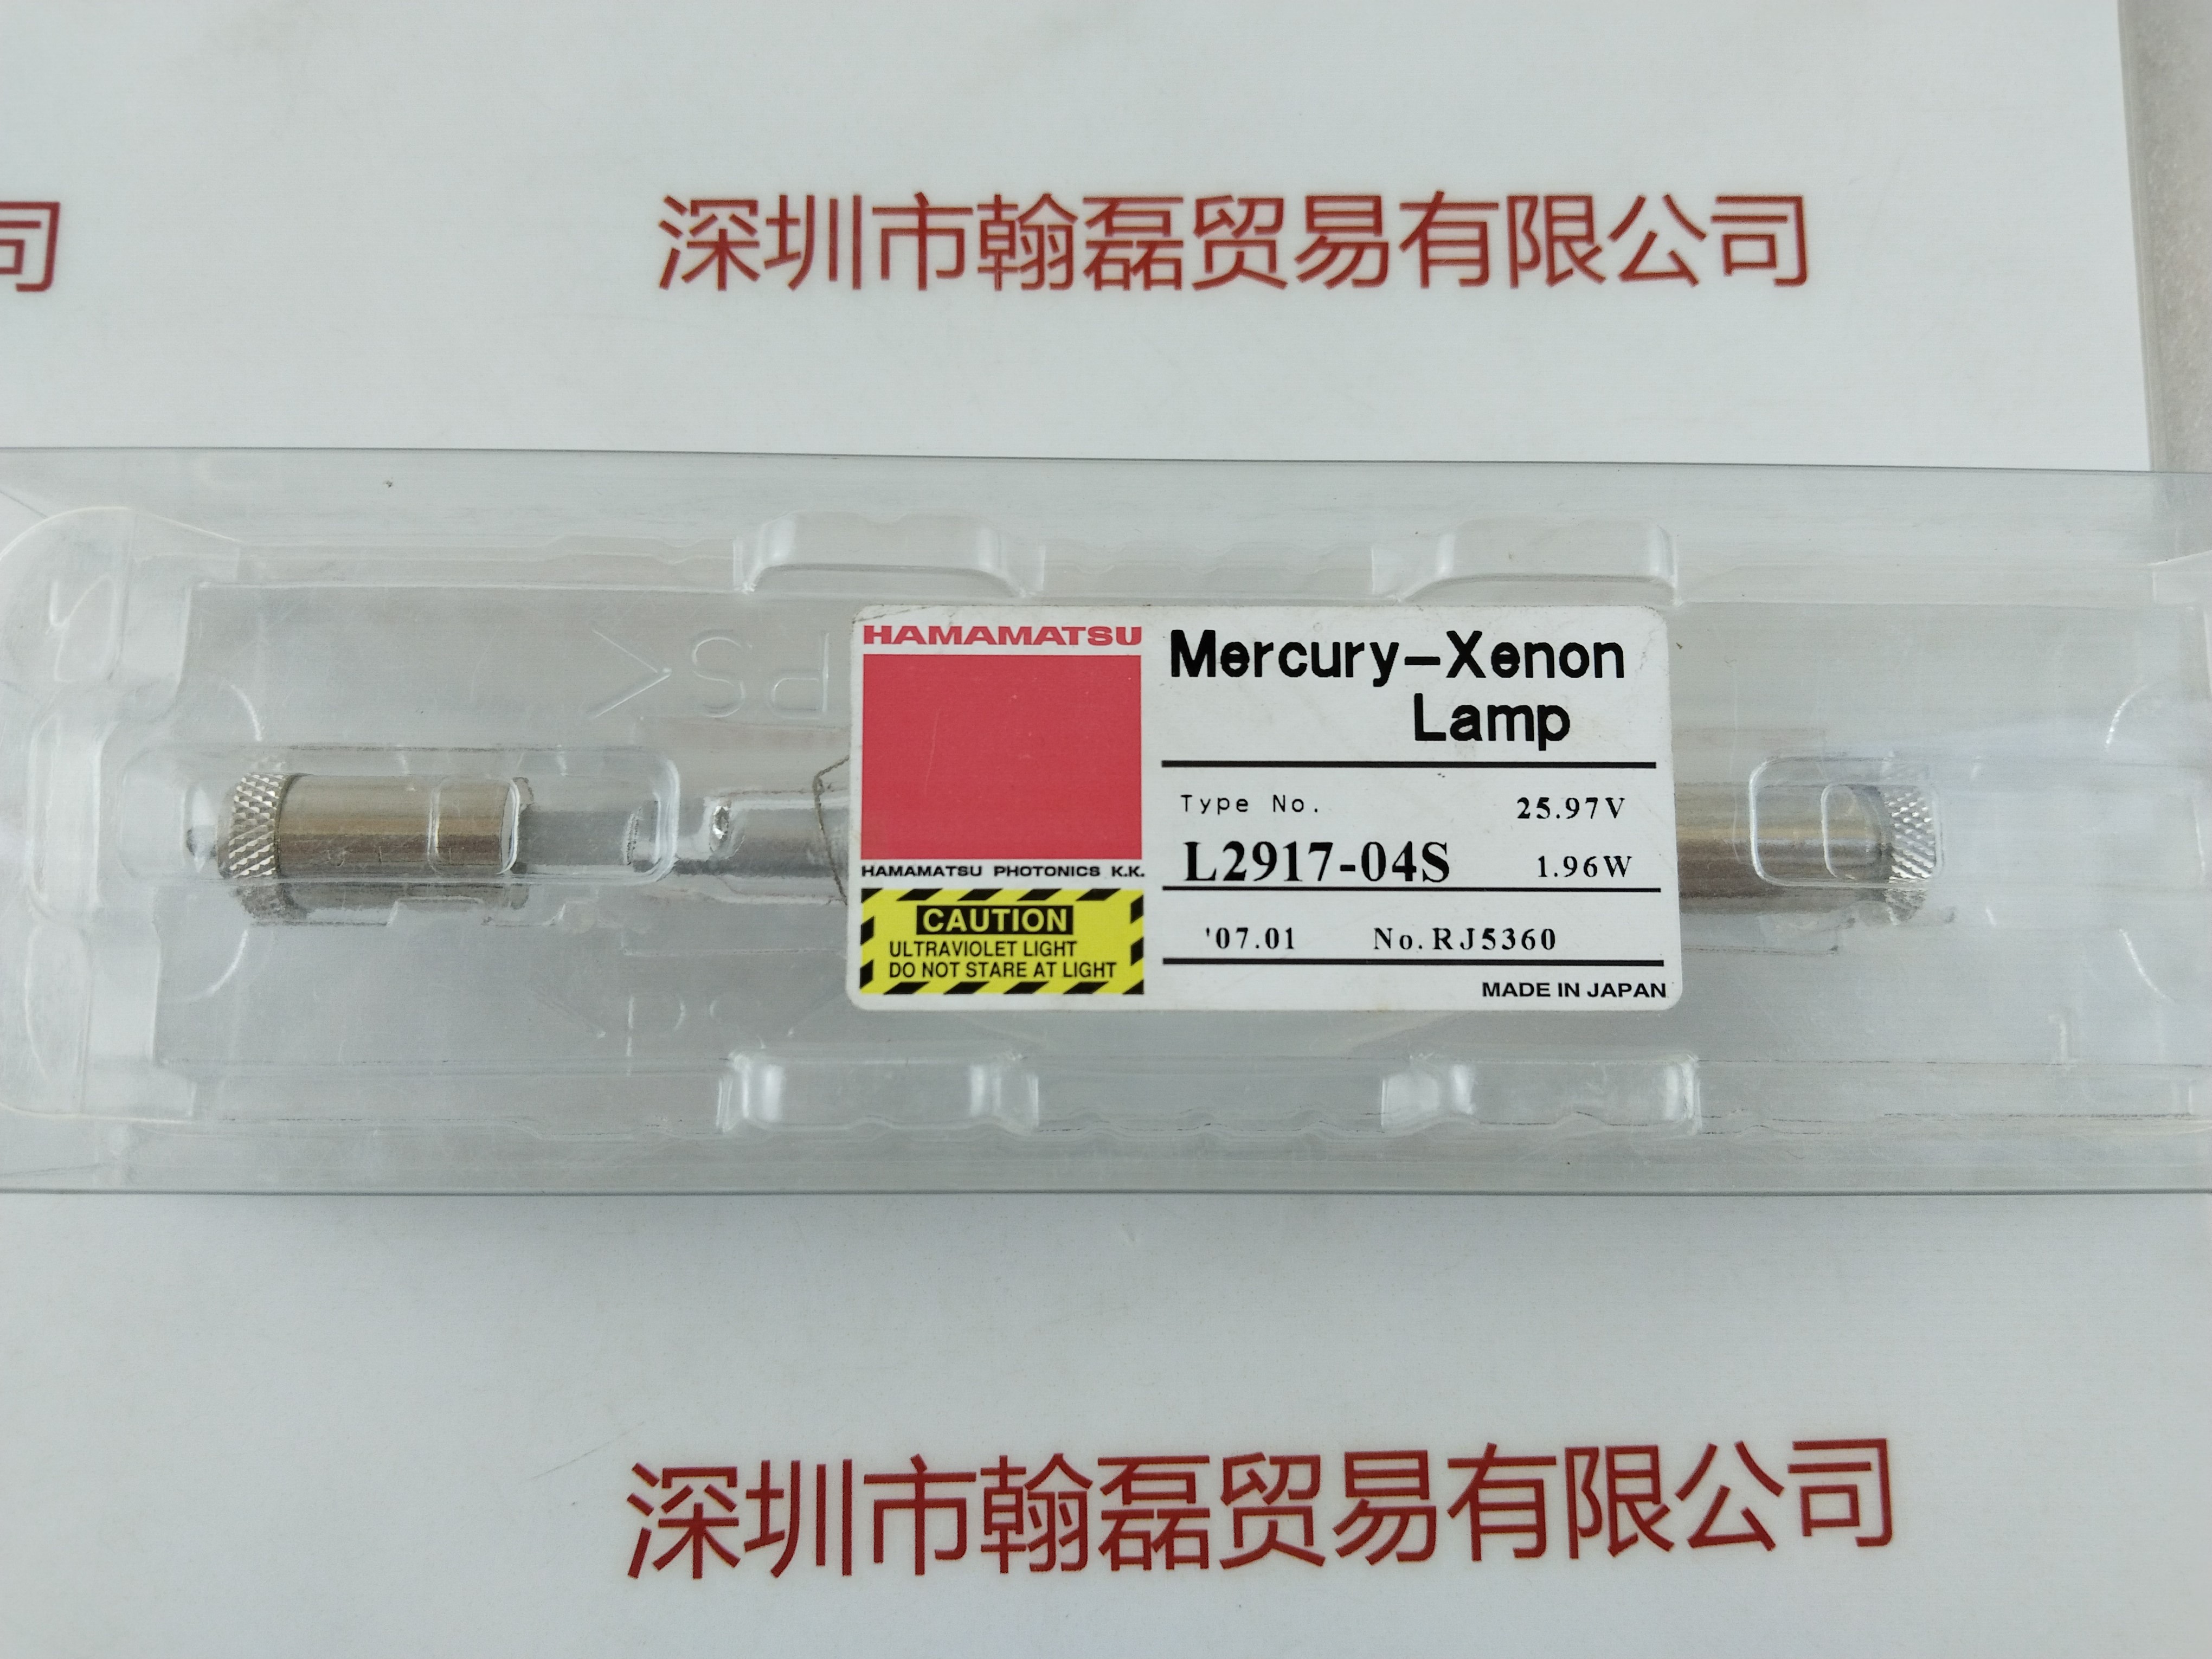 司
深圳市翰磊贸易有限公司
PS<
HAMAMATSU
HAMAMATSU PHOTONICS K.K.
CAUTION
ULTRAVIOLET LIGHT
DO NOT STARE AT LIGHT
Mercury-Xenon
Lamp
Type No.
25.97V
L2917-04S
1.96W
'07.01
No.RJ5360
MADE IN JAPAN
深圳市翰磊贸易有限公司